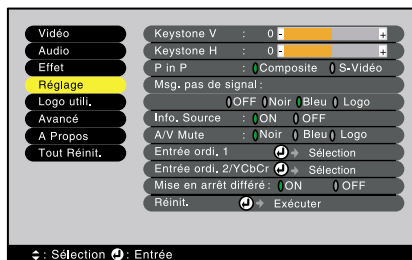 Vidéo
Audio
Effet
Réglage
Logo utili.
Avancé
A Propos
Tout Réinit.
Keystone V : 0 - +
Keystone H : 0 - +
P in P : Composite S-Vidéo
Msg. pas de signal :
OFF Noir Bleu Logo
Info. Source : ON OFF
A/V Mute : Noir Bleu Logo
Entrée ordi. 1 Sélection
Entrée ordi. 2/YCbCr Sélection
Mise en arrêt différé : ON OFF
Réinit. Exécuter
: Sélection : Entrée